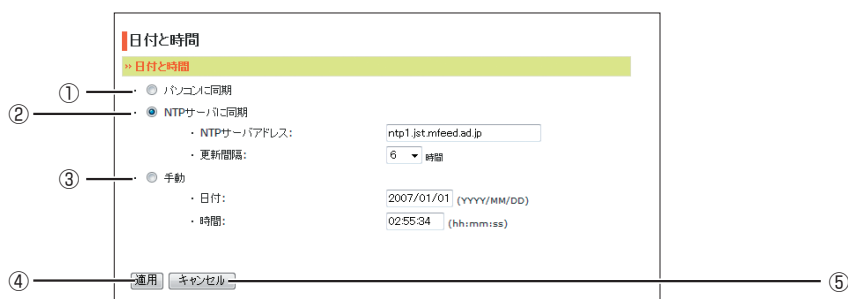 日付と時間
» 日付と時間
① ・ パソコンに同期
② ・ NTPサーバに同期
・ NTPサーバアドレス: ntp1.jst.mfeed.ad.jp
・ 更新間隔: 6 時間
③ ・ 手動
・ 日付: 2007/01/01 (YYYY/MM/DD)
・ 時間: 02:55:34 (hh:mm:ss)
④ 適用 キャンセル ⑤